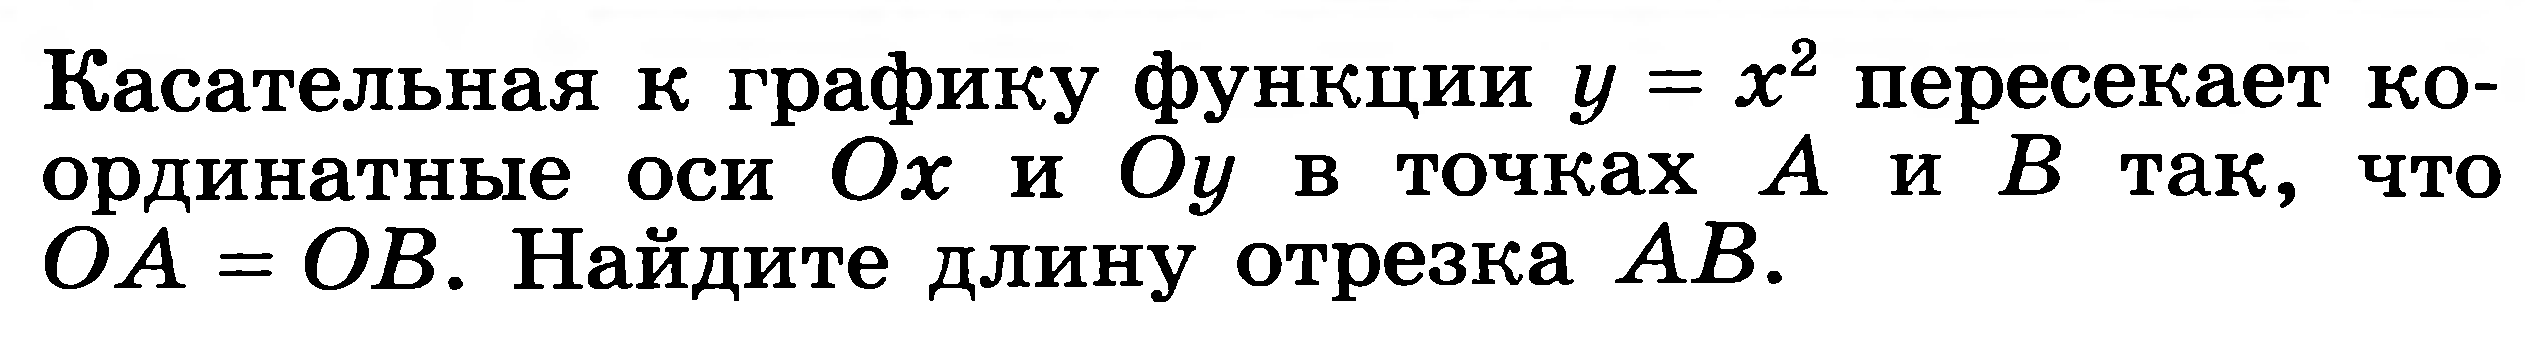 Касательная к графику функции y = x² пересекает ко-
ординатные оси Ox и Oy в точках A и B так, что
OA = OB. Найдите длину отрезка AB.